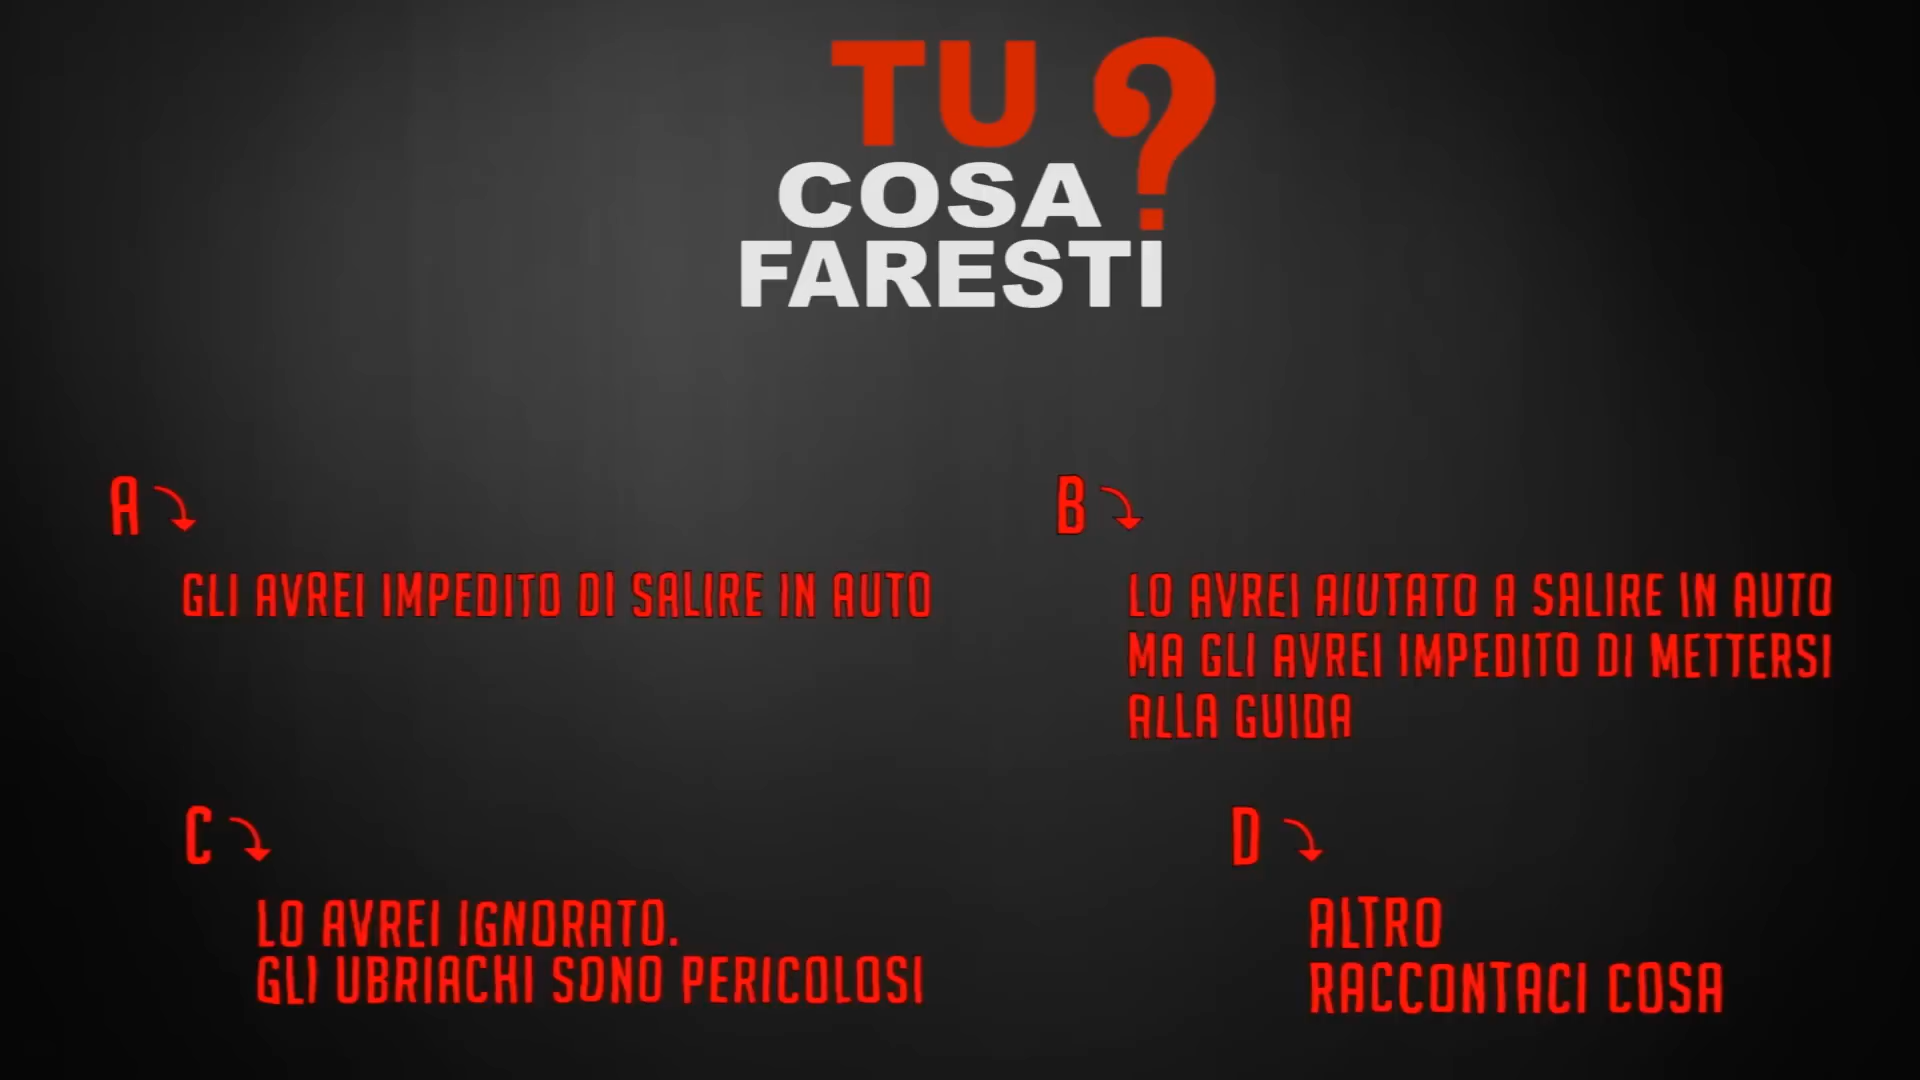 TU ?
COSA
FARESTI
A
GLI AVREI IMPEDITO DI SALIRE IN AUTO
B
LO AVREI AIUTATO A SALIRE IN AUTO
MA GLI AVREI IMPEDITO DI METTERSI
ALLA GUIDA
C
LO AVREI IGNORATO.
GLI UBRIACHI SONO PERICOLOSI
D
ALTRO
RACCONTACI COSA